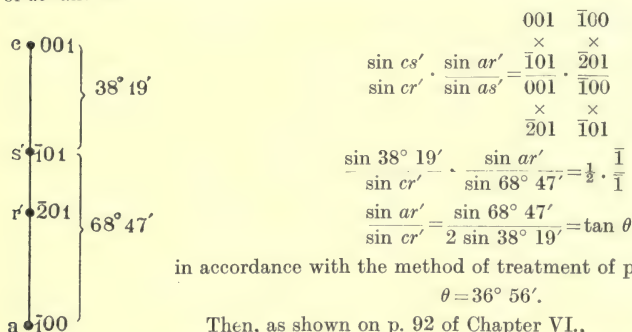 c 001
38° 19′
s′ 1̄01
r′ 2̄01
68° 47′
a 1̄00
001 1̄00
× ×
sin cs′ / sin cr′ · sin ar′ / sin as′ = 1̄01 / 001 · 2̄01 / 1̄00
× ×
2̄01 1̄01
sin 38° 19′ / sin cr′ · sin ar′ / sin 68° 47′ = ½ · 1̄ / 1̄
sin ar′ / sin cr′ = sin 68° 47′ / 2 sin 38° 19′ = tan θ
in accordance with the method of treatment of p
θ=36° 56′.
Then, as shown on p. 92 of Chapter VI.,